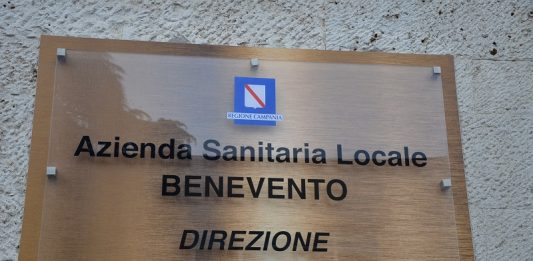 REGIONE CAMPANIA
Azienda Sanitaria Locale
BENEVENTO
DIREZIONE